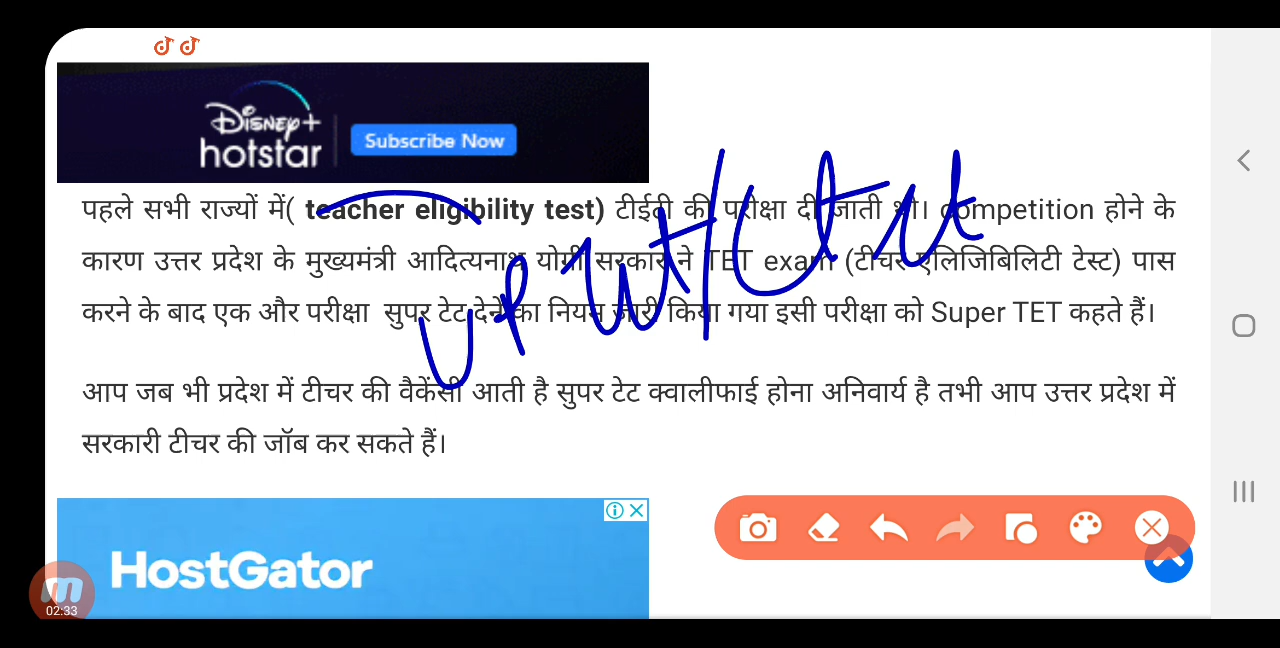 Disney+
hotstar
Subscribe Now
पहले सभी राज्यों में( teacher eligibility test) टीईटी की परीक्षा दी जाती थी। competition होने के
कारण उत्तर प्रदेश के मुख्यमंत्री आदित्यनाथ योगी सरकार ने TET exam (टीचर एलिजिबिलिटी टेस्ट) पास
करने के बाद एक और परीक्षा सुपर टेट देने का नियम जारी किया गया इसी परीक्षा को Super TET कहते हैं।
आप जब भी प्रदेश में टीचर की वैकेंसी आती है सुपर टेट क्वालीफाई होना अनिवार्य है तभी आप उत्तर प्रदेश में
सरकारी टीचर की जॉब कर सकते हैं।
HostGator
02:33